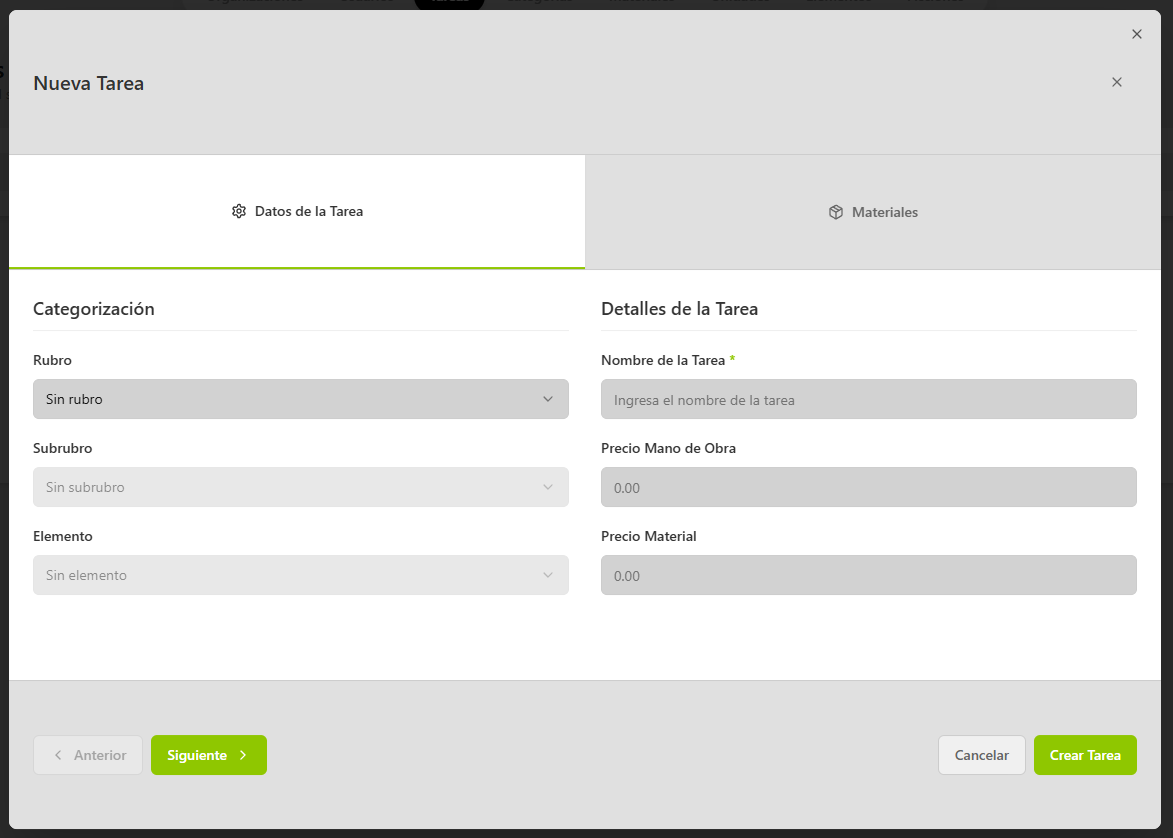 Nueva Tarea
Datos de la Tarea
Materiales
Categorización
Rubro
Sin rubro
Subrubro
Sin subrubro
Elemento
Sin elemento
Detalles de la Tarea
Nombre de la Tarea *
Ingresa el nombre de la tarea
Precio Mano de Obra
0.00
Precio Material
0.00
Anterior
Siguiente
Cancelar
Crear Tarea